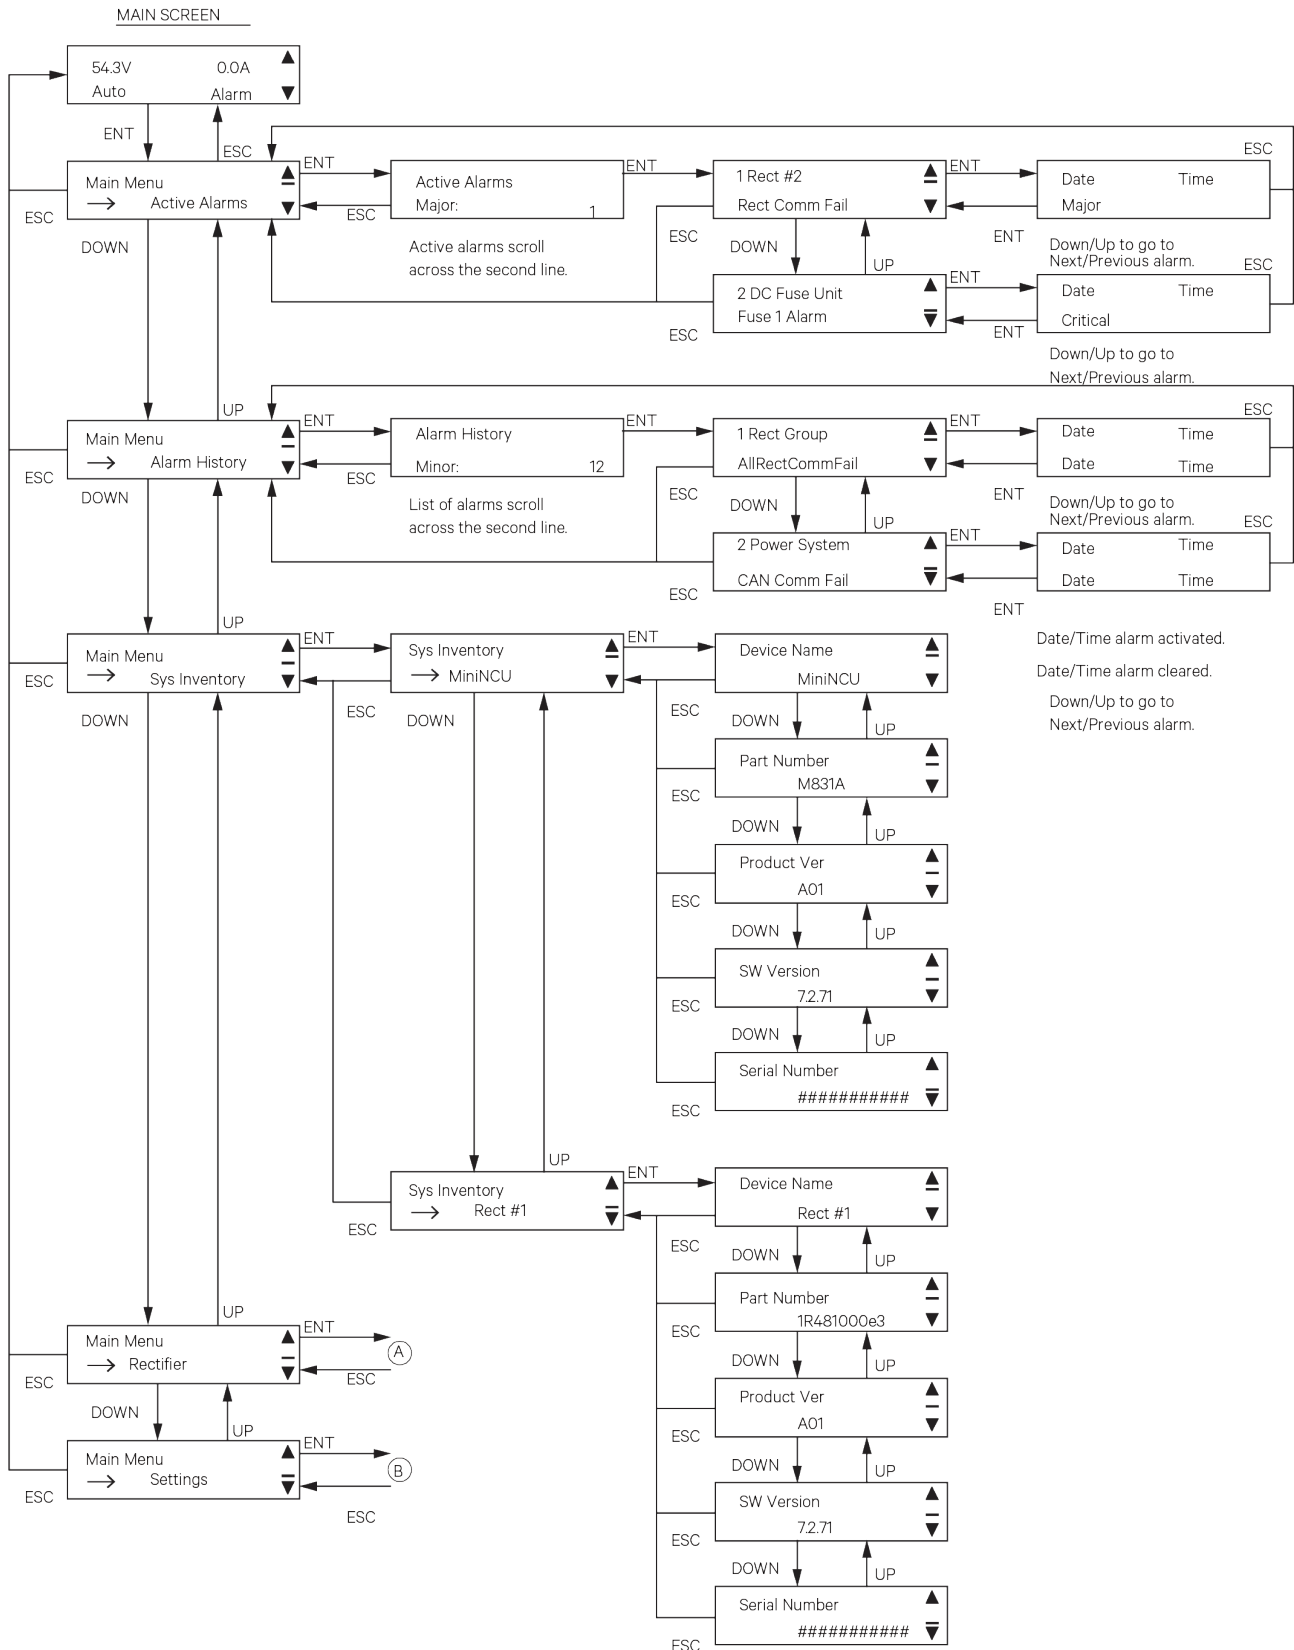 MAIN SCREEN
54.3V 0.0A
Auto Alarm
ENT
ESC
ESC
Main Menu
→ Active Alarms
ENT
ESC
ESC
DOWN
Active Alarms
Major: 1
Active alarms scroll
across the second line.
ENT
1 Rect #2
Rect Comm Fail
ENT
ESC
DOWN
UP
Date Time
Major
ENT
Down/Up to go to
Next/Previous alarm.
ESC
2 DC Fuse Unit
Fuse 1 Alarm
ENT
ESC
Date Time
Critical
ENT
Down/Up to go to
Next/Previous alarm.
UP
ESC
Main Menu
→ Alarm History
ENT
ESC
ESC
DOWN
Alarm History
Minor: 12
List of alarms scroll
across the second line.
ENT
1 Rect Group
AllRectCommFail
ENT
ESC
DOWN
UP
Date Time
Date Time
ENT
Down/Up to go to
Next/Previous alarm.
ESC
2 Power System
CAN Comm Fail
ENT
ESC
Date Time
Date Time
ENT
Date/Time alarm activated.
Date/Time alarm cleared.
Down/Up to go to
Next/Previous alarm.
UP
Main Menu
→ Sys Inventory
ENT
ESC
ESC
DOWN
Sys Inventory
→ MiniNCU
ENT
DOWN
Device Name
MiniNCU
ESC
DOWN
UP
Part Number
M831A
ESC
DOWN
UP
Product Ver
A01
ESC
DOWN
UP
SW Version
7.2.71
ESC
DOWN
UP
Serial Number
###########
ESC
UP
Sys Inventory
→ Rect #1
ENT
ESC
Device Name
Rect #1
ESC
DOWN
UP
Part Number
1R481000e3
ESC
DOWN
UP
Product Ver
A01
ESC
DOWN
UP
SW Version
7.2.71
ESC
DOWN
UP
Serial Number
###########
ESC
UP
Main Menu
→ Rectifier
ENT
A
ESC
ESC
DOWN
UP
Main Menu
→ Settings
ENT
B
ESC
ESC